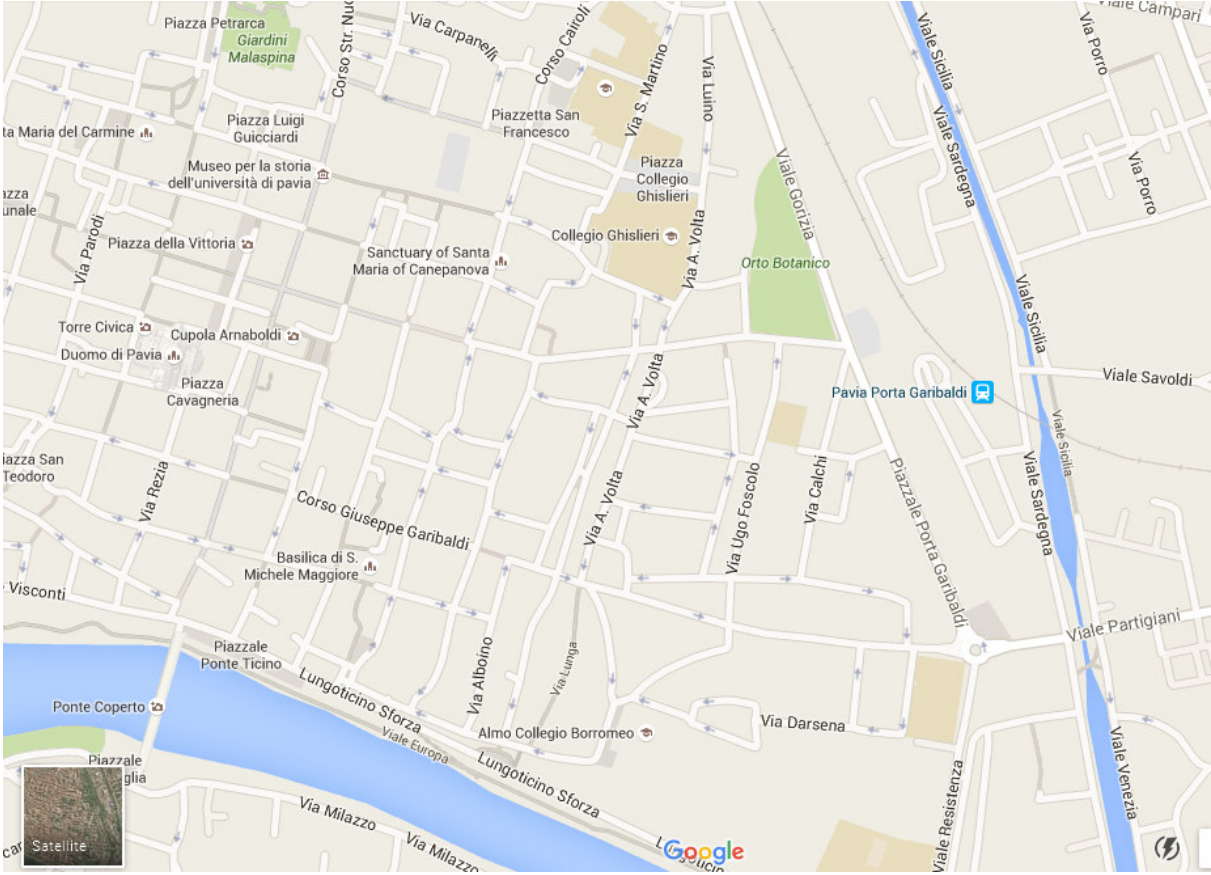 Piazza Petrarca
Giardini
Malaspina
Corso Str. Nuo
Via Carpanelli
Corso Cairoli
Via S. Martino
Via Luino
Viale Sicilia
Viale Campari
Via Porro
ta Maria del Carmine
Piazza Luigi
Guicciardi
Piazzetta San
Francesco
Viale Sardegna
Museo per la storia
dell'università di pavia
Piazza
Collegio
Ghislieri
Viale Gorizia
Via Porro
iazza
unale
Via Parodi
Piazza della Vittoria
Sanctuary of Santa
Maria of Canepanova
Collegio Ghislieri
Via A. Volta
Orto Botanico
Viale Sicilia
Torre Civica
Cupola Arnaboldi
Duomo di Pavia
Piazza
Cavagneria
Via A. Volta
Pavia Porta Garibaldi
Viale Savoldi
Viale Sicilia
iazza San
Teodoro
Via Rezia
Corso Giuseppe Garibaldi
Via A. Volta
Via Ugo Foscolo
Via Calchi
Piazzale Porta Garibaldi
Viale Sardegna
Basilica di S.
Michele Maggiore
Visconti
Viale Partigiani
Piazzale
Ponte Ticino
Via Alboino
Via Lunga
Lungoticino Sforza
Ponte Coperto
Viale Europa
Almo Collegio Borromeo
Via Darsena
Viale Venezia
Piazzale
glia
Lungoticino Sforza
Viale Resistenza
Via Milazzo
Via Milazzo
Lungoticin
Satellite
Google